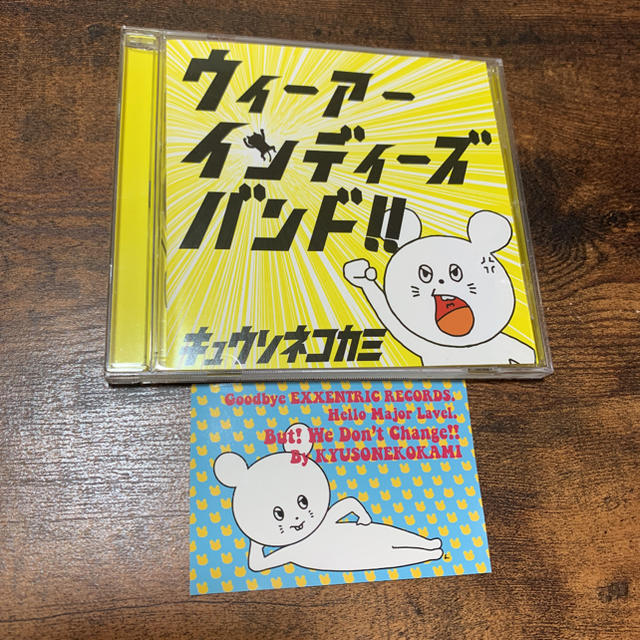 ウィーアー
インディーズ
バンド!!
キュウソネコカミ
Goodbye EXXENTRIC RECORDS,
Hello Major Lavel,
But! We Don't Change!!
By KYUSONEKOKAMI